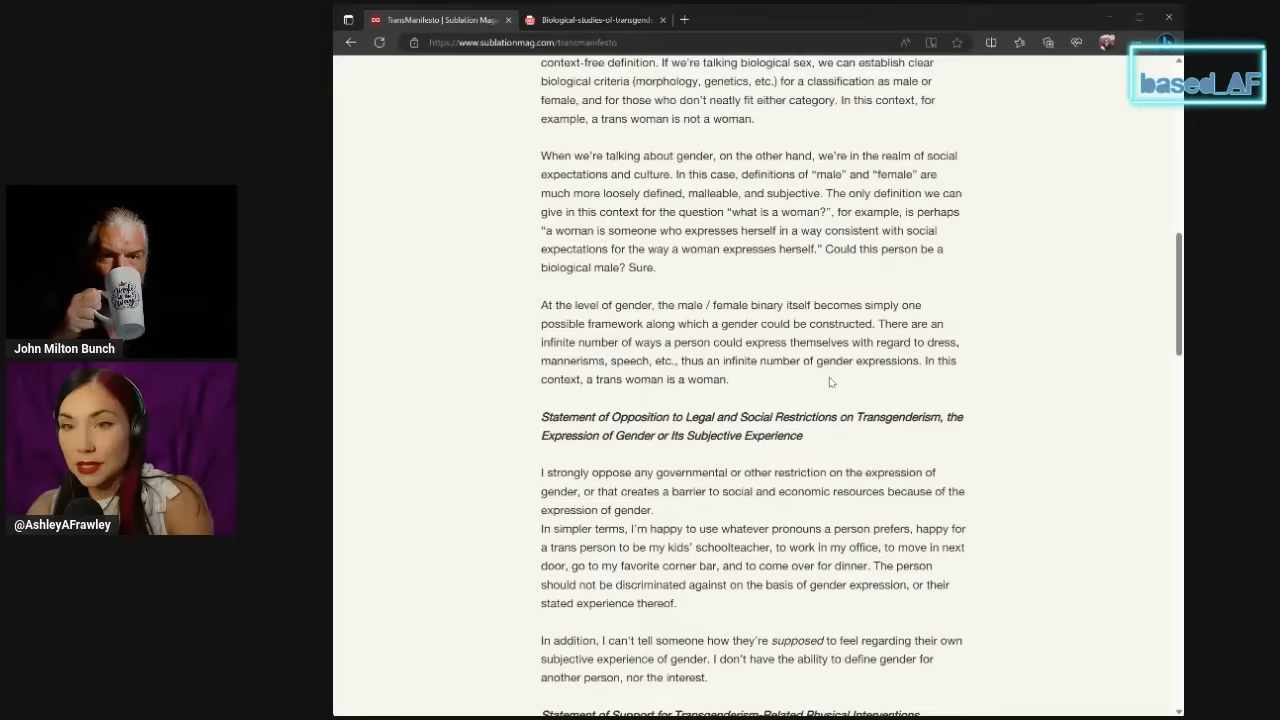 TransManifesto | Sublation Mag
Biological-studies-of-transgend
https://www.sublationmag.com/transmanifesto
based_AF
context-free definition. If we're talking biological sex, we can establish clear
biological criteria (morphology, genetics, etc.) for a classification as male or
female, and for those who don't neatly fit either category. In this context, for
example, a trans woman is not a woman.
When we're talking about gender, on the other hand, we're in the realm of social
expectations and culture. In this case, definitions of “male” and “female” are
much more loosely defined, malleable, and subjective. The only definition we can
give in this context for the question “what is a woman?”, for example, is perhaps
“a woman is someone who expresses herself in a way consistent with social
expectations for the way a woman expresses herself.” Could this person be a
biological male? Sure.
At the level of gender, the male / female binary itself becomes simply one
possible framework along which a gender could be constructed. There are an
infinite number of ways a person could express themselves with regard to dress,
mannerisms, speech, etc., thus an infinite number of gender expressions. In this
context, a trans woman is a woman.
Statement of Opposition to Legal and Social Restrictions on Transgenderism, the
Expression of Gender or Its Subjective Experience
I strongly oppose any governmental or other restriction on the expression of
gender, or that creates a barrier to social and economic resources because of the
expression of gender.
In simpler terms, I'm happy to use whatever pronouns a person prefers, happy for
a trans person to be my kids' schoolteacher, to work in my office, to move in next
door, go to my favorite corner bar, and to come over for dinner. The person
should not be discriminated against on the basis of gender expression, or their
stated experience thereof.
In addition, I can't tell someone how they're supposed to feel regarding their own
subjective experience of gender. I don't have the ability to define gender for
another person, nor the interest.
Statement of Support for Transgenderism-Related Physical Interventions
John Milton Bunch
@AshleyAFrawley